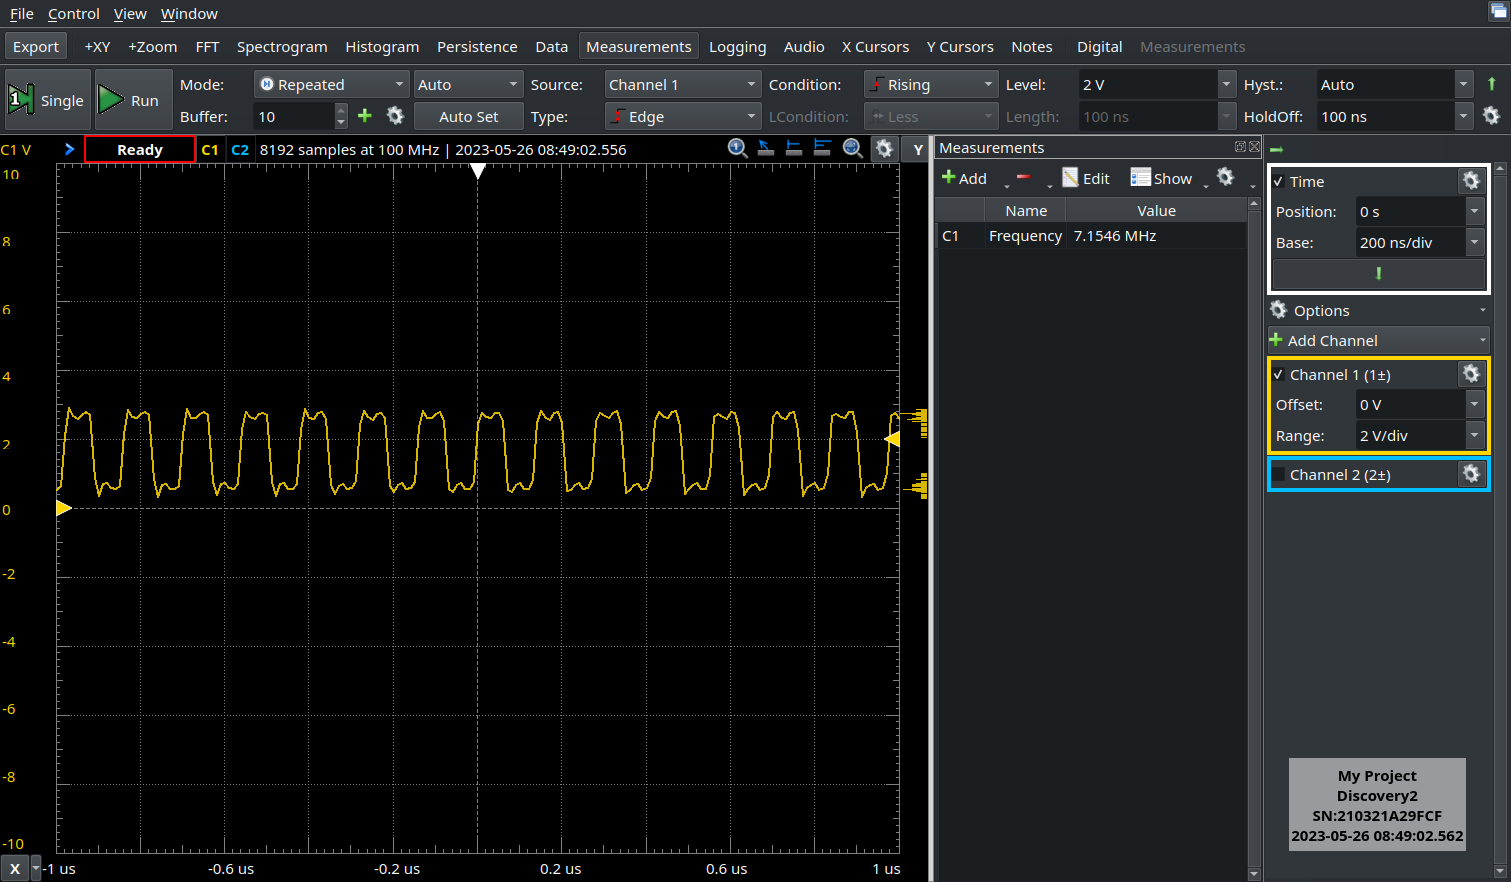 File Control View Window
Export +XY +Zoom FFT Spectrogram Histogram Persistence Data Measurements Logging Audio X Cursors Y Cursors Notes Digital Measurements
1 Single Run Mode: Repeated Auto Source: Channel 1 Condition: Rising Level: 2 V Hyst.: Auto
Buffer: 10 Auto Set Type: Edge LCondition: Less Length: 100 ns HoldOff: 100 ns
C1 V Ready C1 C2 8192 samples at 100 MHz | 2023-05-26 08:49:02.556 Y
10
8
6
4
2
0
-2
-4
-6
-8
-10
X -1 us -0.6 us -0.2 us 0.2 us 0.6 us 1 us
Measurements
Add Edit Show
Name Value
C1 Frequency 7.1546 MHz
Time
Position: 0 s
Base: 200 ns/div
Options
Add Channel
Channel 1 (1±)
Offset: 0 V
Range: 2 V/div
Channel 2 (2±)
My Project
Discovery2
SN:210321A29FCF
2023-05-26 08:49:02.562